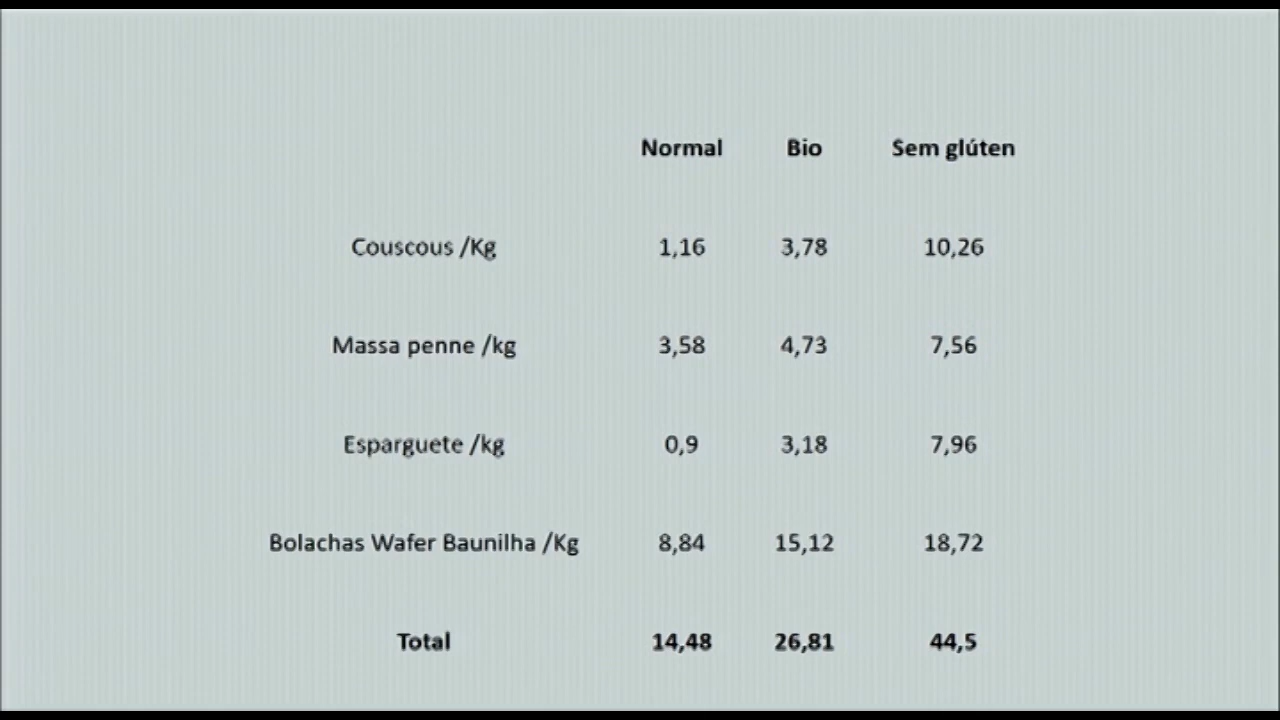 Normal Bio Sem glúten
Couscous /Kg 1,16 3,78 10,26
Massa penne /kg 3,58 4,73 7,56
Esparguete /kg 0,9 3,18 7,96
Bolachas Wafer Baunilha /Kg 8,84 15,12 18,72
Total 14,48 26,81 44,5